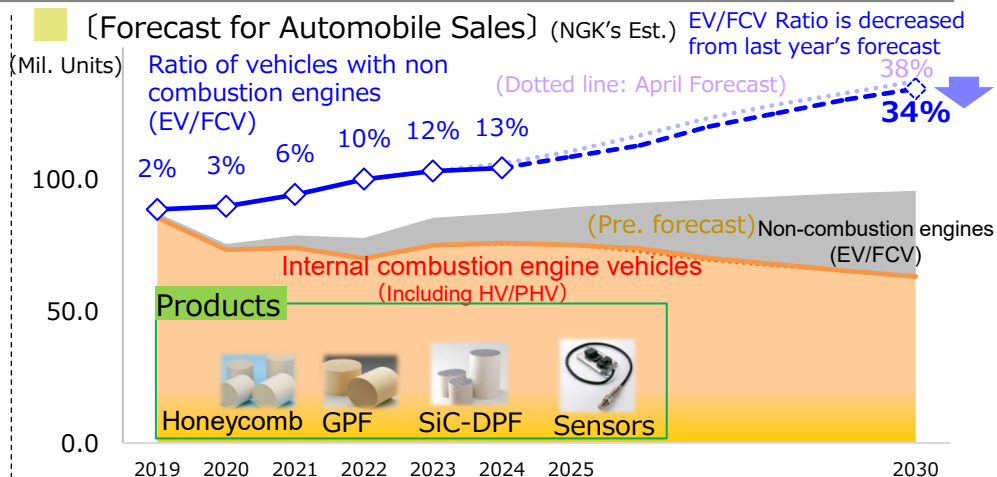 〔Forecast for Automobile Sales〕 (NGK's Est.)
EV/FCV Ratio is decreased
from last year's forecast
(Mil. Units)
Ratio of vehicles with non
combustion engines
(EV/FCV)
(Dotted line: April Forecast)
38%
34%
2%
3%
6%
10%
12%
13%
100.0
(Pre. forecast)
Non-combustion engines
(EV/FCV)
Internal combustion engine vehicles
（Including HV/PHV）
50.0
Products
Honeycomb
GPF
SiC-DPF
Sensors
0.0
2019
2020
2021
2022
2023
2024
2025
2030